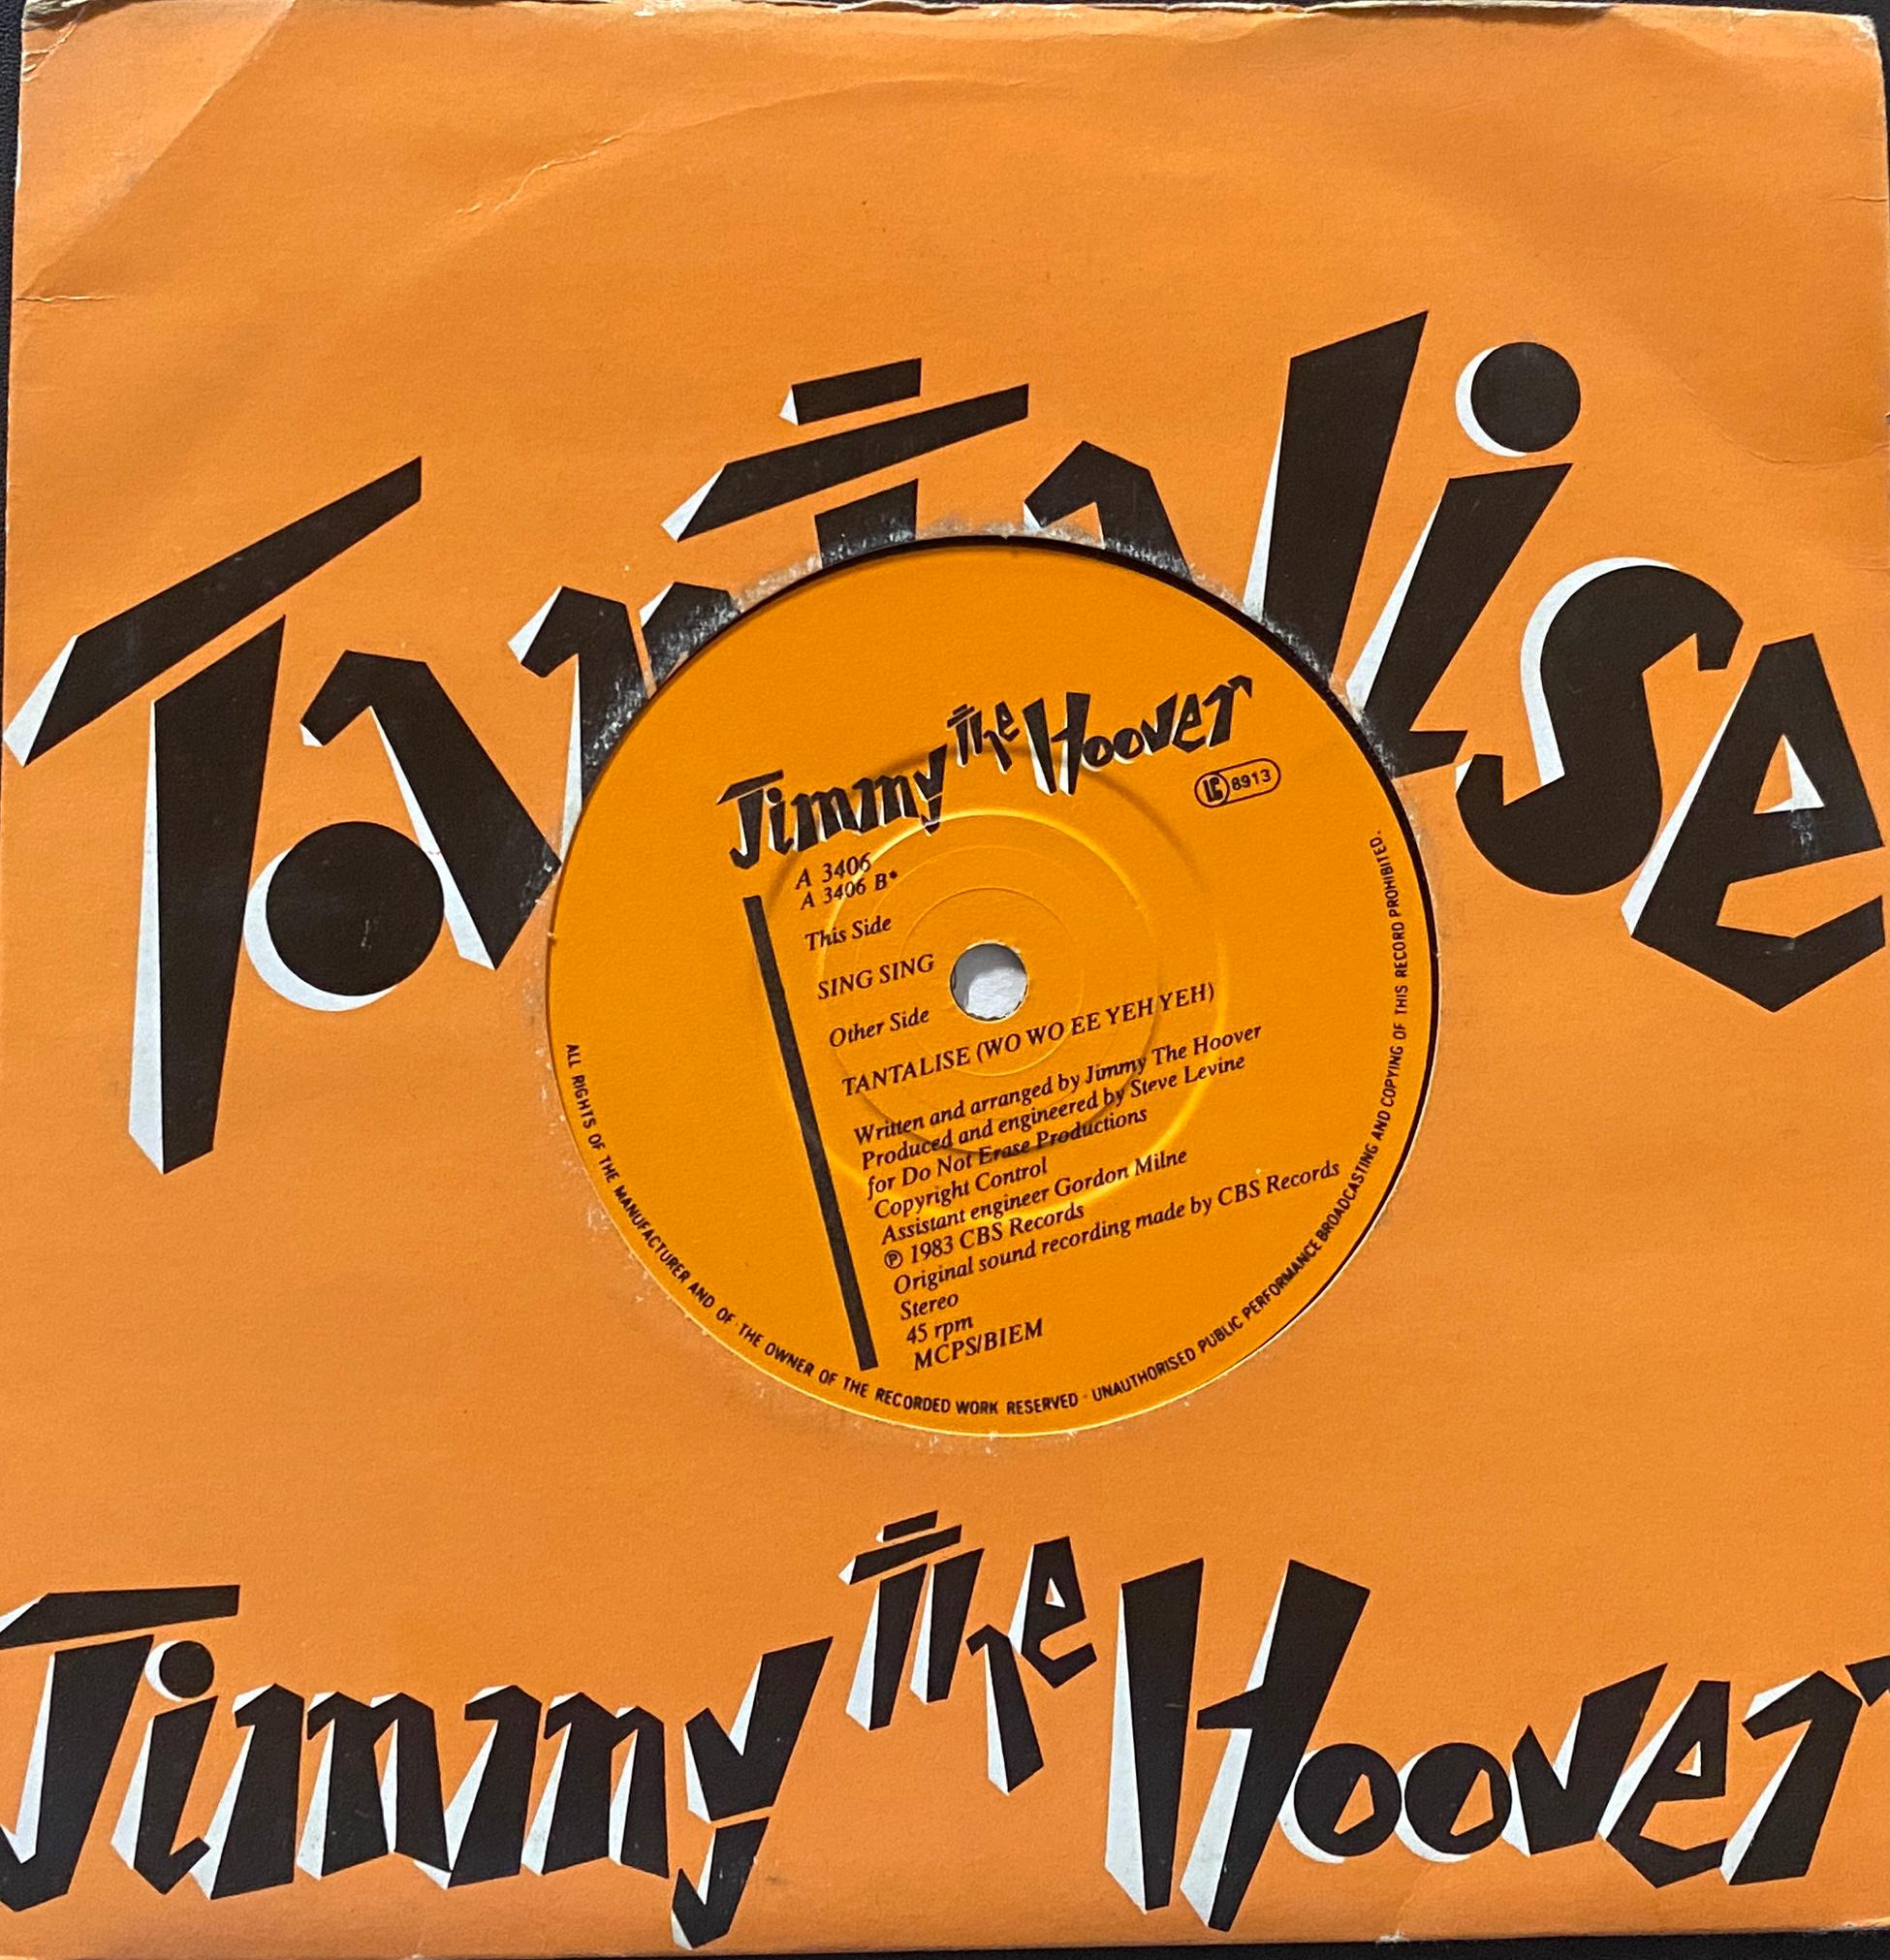 Tantalise
Jimmy The Hoover
LC 8913
A 3406
A 3406 B*
This Side
SING SING
Other Side
TANTALISE (WO WO EE YEH YEH)
Written and arranged by Jimmy The Hoover
Produced and engineered by Steve Levine
for Do Not Erase Productions
Copyright Control
Assistant engineer Gordon Milne
℗ 1983 CBS Records
Original sound recording made by CBS Records
Stereo
45 rpm
MCPS/BIEM
ALL RIGHTS OF THE MANUFACTURER AND OF THE OWNER OF THE RECORDED WORK RESERVED · UNAUTHORISED PUBLIC PERFORMANCE BROADCASTING AND COPYING OF THIS RECORD PROHIBITED.
Jimmy The Hoover